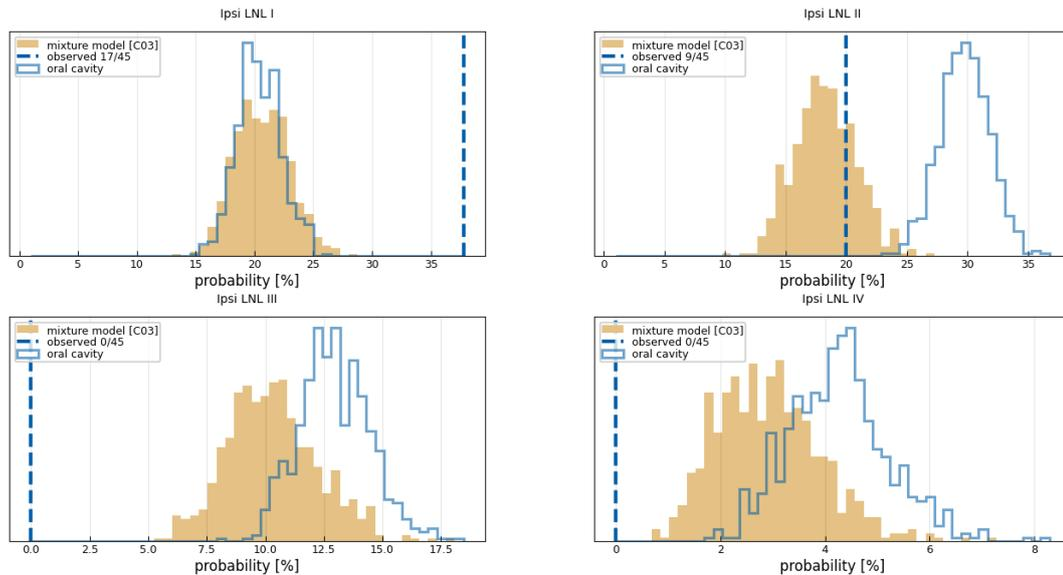 Ipsi LNL I
mixture model [C03]
observed 17/45
oral cavity
0 5 10 15 20 25 30 35
probability [%]
Ipsi LNL II
mixture model [C03]
observed 9/45
oral cavity
0 5 10 15 20 25 30 35
probability [%]
Ipsi LNL III
mixture model [C03]
observed 0/45
oral cavity
0.0 2.5 5.0 7.5 10.0 12.5 15.0 17.5
probability [%]
Ipsi LNL IV
mixture model [C03]
observed 0/45
oral cavity
0 2 4 6 8
probability [%]